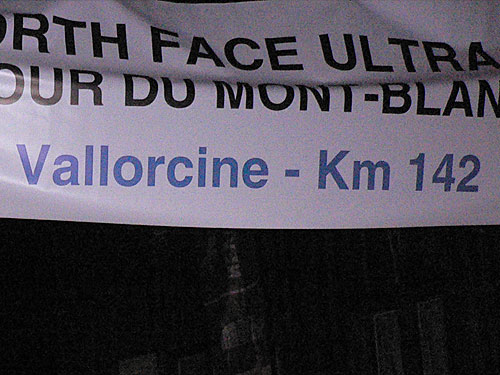 ORTH FACE ULTRA
OUR DU MONT-BLAN
Vallorcine - Km 142